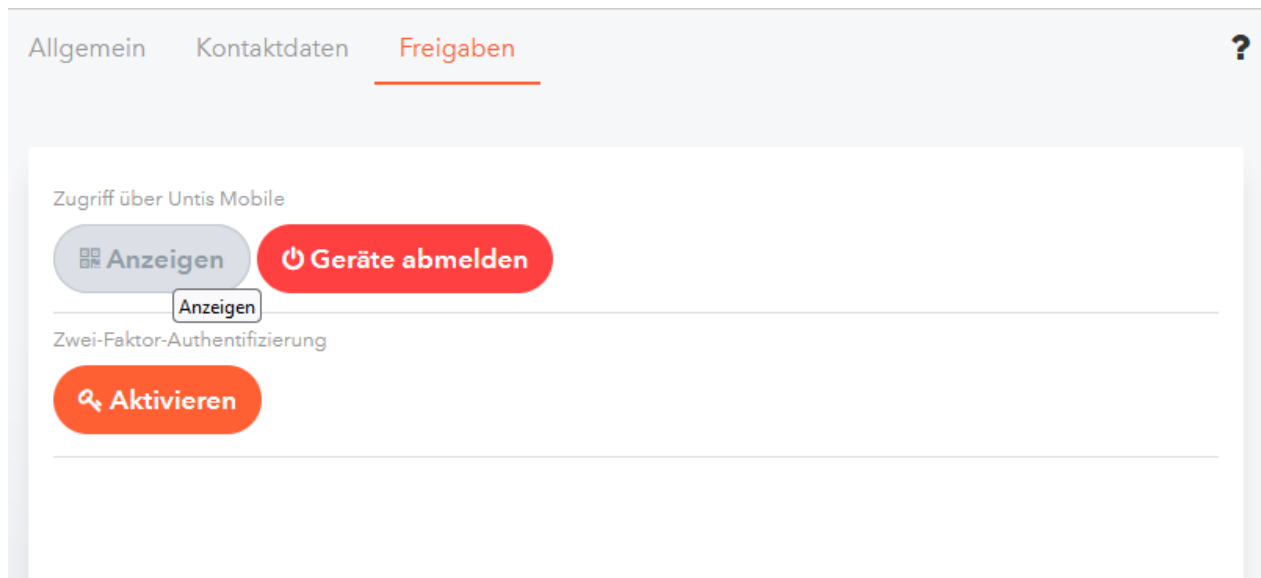 Allgemein Kontaktdaten Freigaben ?
Zugriff über Untis Mobile
Anzeigen Geräte abmelden
Anzeigen
Zwei-Faktor-Authentifizierung
Aktivieren